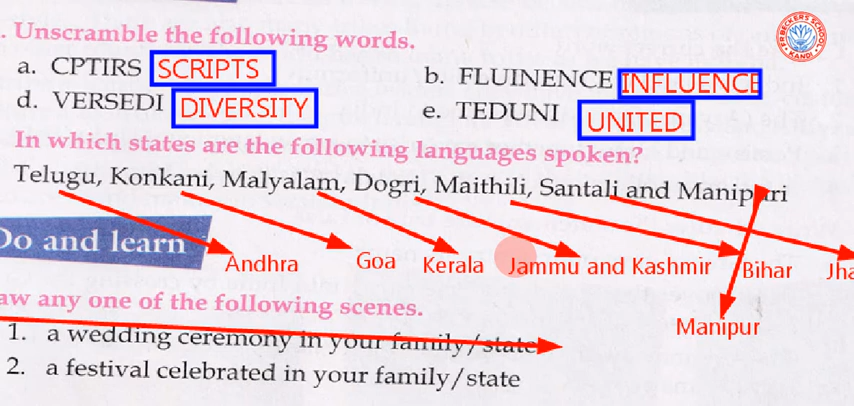 . Unscramble the following words.
a. CPTIRS SCRIPTS b. FLUINENCE INFLUENCE
d. VERSEDI DIVERSITY e. TEDUNI UNITED
In which states are the following languages spoken?
Telugu, Konkani, Malyalam, Dogri, Maithili, Santali and Manipuri
Do and learn
Andhra Goa Kerala Jammu and Kashmir Bihar Jha
aw any one of the following scenes.
Manipur
1. a wedding ceremony in your family/state
2. a festival celebrated in your family/state